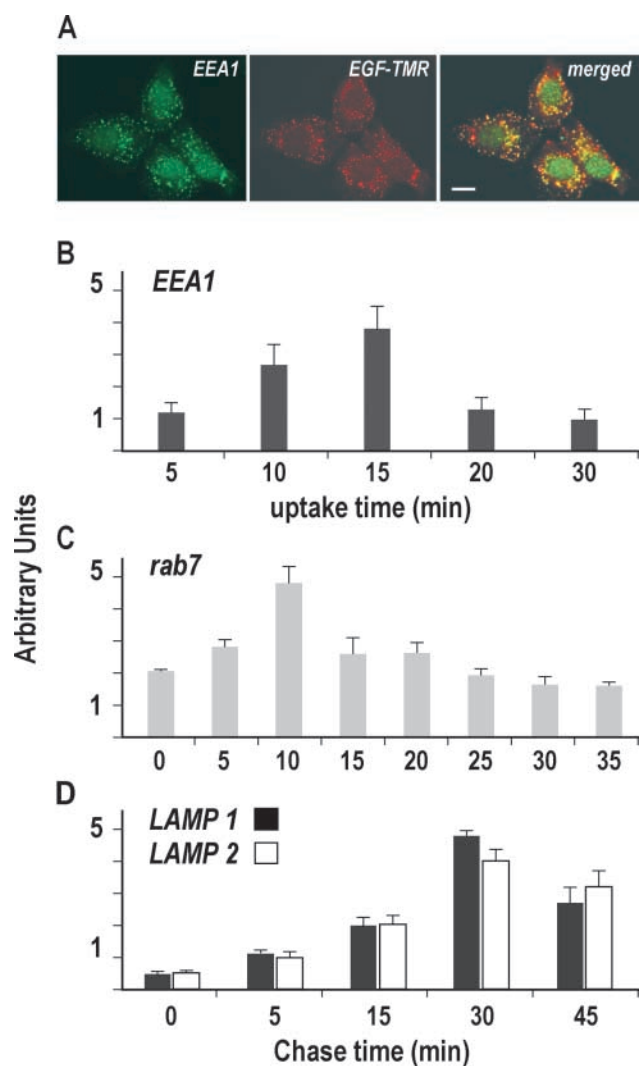 A
EEA1
EGF-TMR
merged
B
EEA1
5
1
5 10 15 20 30
uptake time (min)
Arbitrary Units
C
rab7
5
1
0 5 10 15 20 25 30 35
D
LAMP 1
LAMP 2
5
1
0 5 15 30 45
Chase time (min)